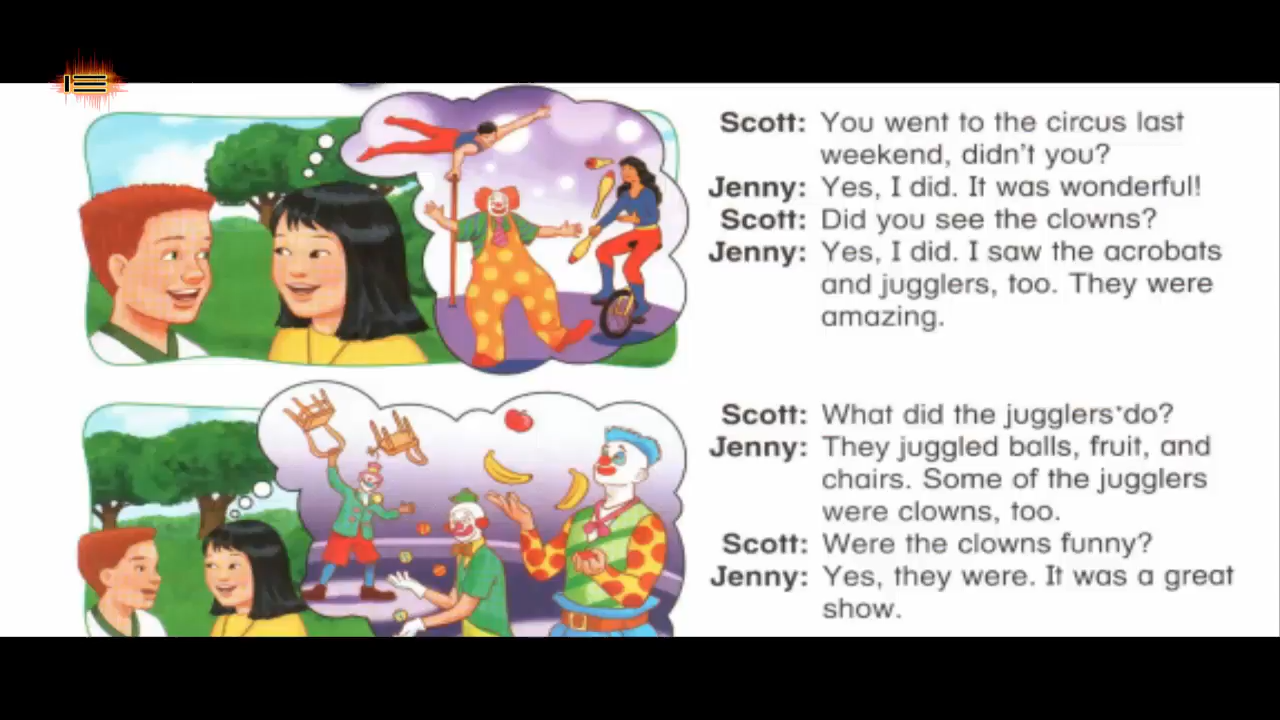 Scott: You went to the circus last
weekend, didn't you?
Jenny: Yes, I did. It was wonderful!
Scott: Did you see the clowns?
Jenny: Yes, I did. I saw the acrobats
and jugglers, too. They were
amazing.
Scott: What did the jugglers do?
Jenny: They juggled balls, fruit, and
chairs. Some of the jugglers
were clowns, too.
Scott: Were the clowns funny?
Jenny: Yes, they were. It was a great
show.